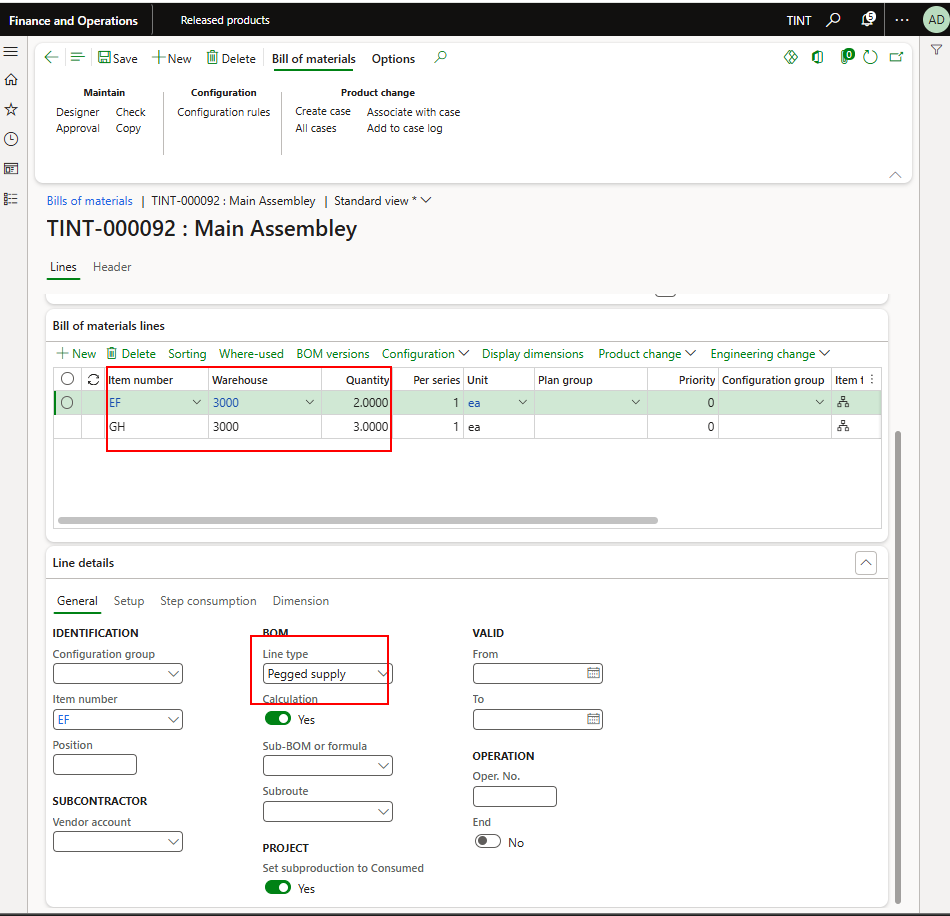 Finance and Operations Released products TINT 5 ... AD
Save New Delete Bill of materials Options 0
Maintain Configuration Product change
Designer Check Configuration rules Create case Associate with case
Approval Copy All cases Add to case log
Bills of materials | TINT-000092 : Main Assembley | Standard view *
TINT-000092 : Main Assembley
Lines Header
Bill of materials lines
New Delete Sorting Where-used BOM versions Configuration Display dimensions Product change Engineering change
Item number Warehouse Quantity Per series Unit Plan group Priority Configuration group Item t
EF 3000 2.0000 1 ea 0
GH 3000 3.0000 1 ea 0
Line details
General Setup Step consumption Dimension
IDENTIFICATION BOM VALID
Configuration group Line type From
Pegged supply
Item number Calculation To
EF Yes
Position Sub-BOM or formula OPERATION
Oper. No.
SUBCONTRACTOR Subroute
Vendor account End
No
PROJECT
Set subproduction to Consumed
Yes